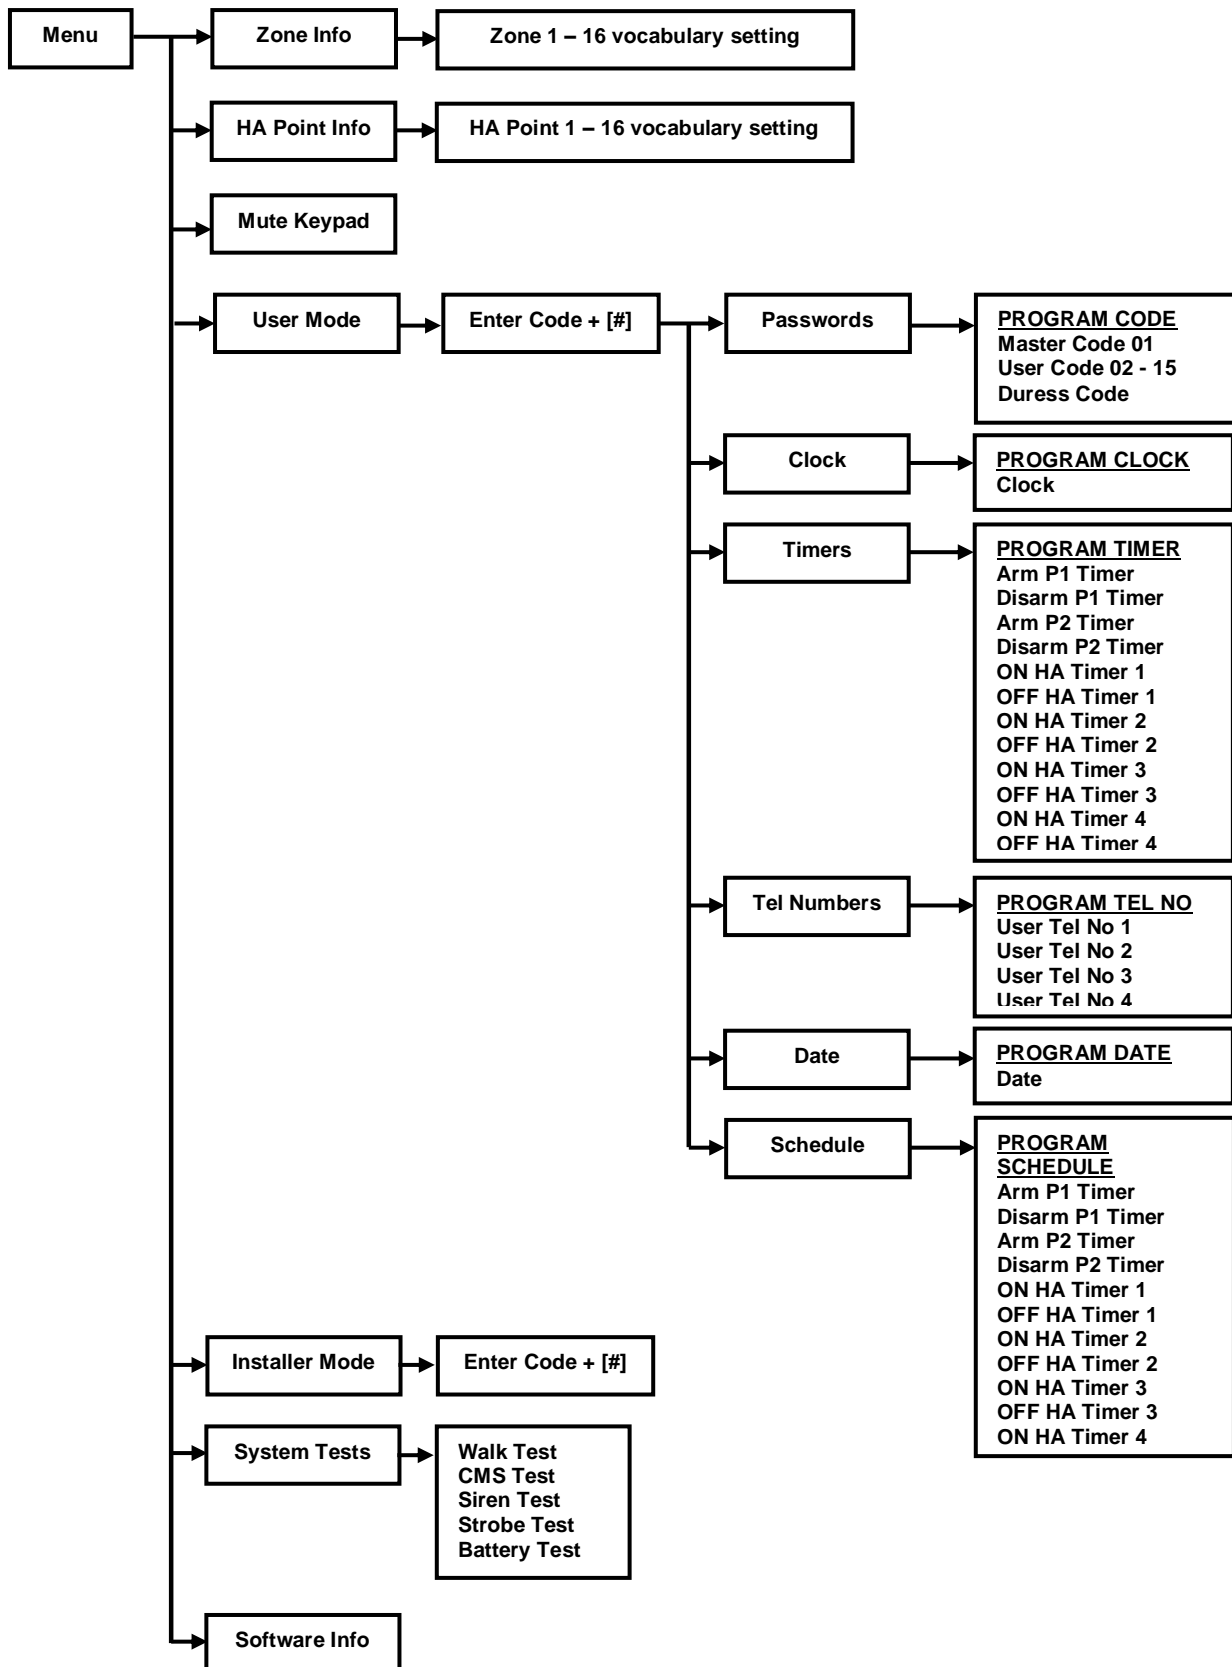 Menu
Zone Info
Zone 1 – 16 vocabulary setting
HA Point Info
HA Point 1 – 16 vocabulary setting
Mute Keypad
User Mode
Enter Code + [#]
Passwords
PROGRAM CODE
Master Code 01
User Code 02 - 15
Duress Code
Clock
PROGRAM CLOCK
Clock
Timers
PROGRAM TIMER
Arm P1 Timer
Disarm P1 Timer
Arm P2 Timer
Disarm P2 Timer
ON HA Timer 1
OFF HA Timer 1
ON HA Timer 2
OFF HA Timer 2
ON HA Timer 3
OFF HA Timer 3
ON HA Timer 4
OFF HA Timer 4
Tel Numbers
PROGRAM TEL NO
User Tel No 1
User Tel No 2
User Tel No 3
User Tel No 4
Date
PROGRAM DATE
Date
Schedule
PROGRAM
SCHEDULE
Arm P1 Timer
Disarm P1 Timer
Arm P2 Timer
Disarm P2 Timer
ON HA Timer 1
OFF HA Timer 1
ON HA Timer 2
OFF HA Timer 2
ON HA Timer 3
OFF HA Timer 3
ON HA Timer 4
Installer Mode
Enter Code + [#]
System Tests
Walk Test
CMS Test
Siren Test
Strobe Test
Battery Test
Software Info